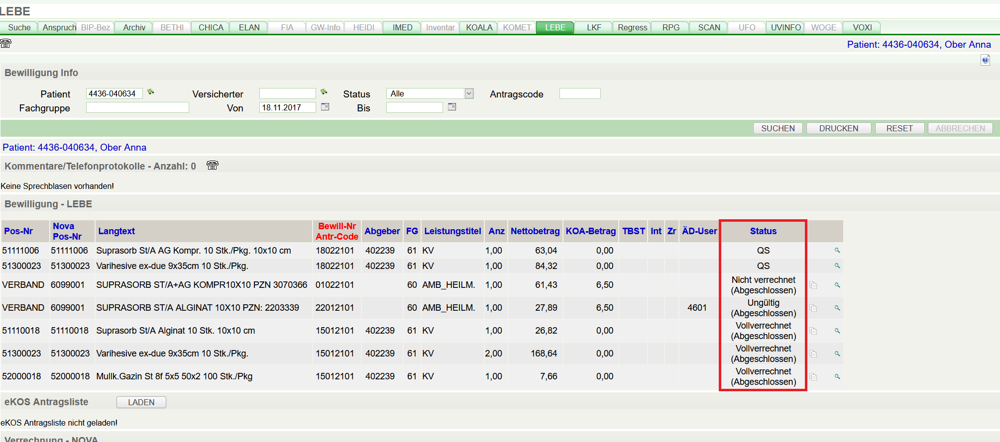 LEBE
Suche Anspruch BIP-Bez Archiv BETHI CHICA ELAN FIA GW-Info HEIDI IMED Inventar KOALA KOMET LEBE LKF Regress RPG SCAN UFO UVINFO WOGE VOXI
Patient: 4436-040634, Ober Anna
Bewilligung Info
Patient 4436-040634 Versicherter Status Alle Antragscode
Fachgruppe Von 18.11.2017 Bis
SUCHEN DRUCKEN RESET ABBRECHEN
Patient: 4436-040634, Ober Anna
Kommentare/Telefonprotokolle - Anzahl: 0
Keine Sprechblasen vorhanden!
Bewilligung - LEBE
Pos-Nr Nova Pos-Nr Langtext Bewill-Nr Antr-Code Abgeber FG Leistungstitel Anz Nettobetrag KOA-Betrag TBST Int Zr ÄD-User Status
51111006 51111006 Suprasorb St/A AG Kompr. 10 Stk./Pkg. 10x10 cm 18022101 402239 61 KV 1,00 63,04 0,00 QS
51300023 51300023 Varihesive ex-due 9x35cm 10 Stk./Pkg. 18022101 402239 61 KV 1,00 84,32 0,00 QS
VERBAND 6099001 SUPRASORB ST/A+AG KOMPR10X10 PZN 3070366 01022101 60 AMB_HEILM. 1,00 61,43 6,50 Nicht verrechnet (Abgeschlossen)
VERBAND 6099001 SUPRASORB ST/A ALGINAT 10X10 PZN: 2203339 22012101 60 AMB_HEILM. 1,00 27,89 6,50 4601 Ungültig (Abgeschlossen)
51110018 51110018 Suprasorb St/A Alginat 10 Stk. 10x10 cm 15012101 402239 61 KV 1,00 26,82 0,00 Vollverrechnet (Abgeschlossen)
51300023 51300023 Varihesive ex-due 9x35cm 10 Stk./Pkg. 15012101 402239 61 KV 2,00 168,64 0,00 Vollverrechnet (Abgeschlossen)
52000018 52000018 Mullk.Gazin St 8f 5x5 50x2 100 Stk./Pkg 15012101 402239 61 KV 1,00 7,66 0,00 Vollverrechnet (Abgeschlossen)
eKOS Antragsliste LADEN
eKOS Antragsliste nicht geladen!
Verrechnung - NOVA